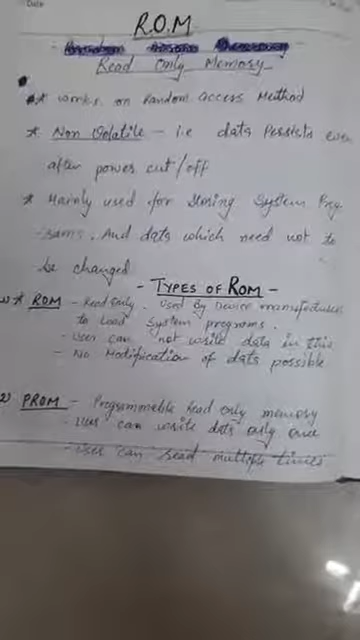 Date
R.O.M
Read Only Memory
* works on Random access Method
* Non Volatile - i.e data Persists even
after power cut/off
* Mainly used for Storing System Prog
-rams. And data which need not to
be changed
- TYPES OF ROM -
1) * ROM - Read Only. Used By Device manufacturer
to Load System programs.
- User can not write data in this
- No Modification of data possible
2) PROM - Programmable Read only memory
- User can write data only once
- User can read multiple times